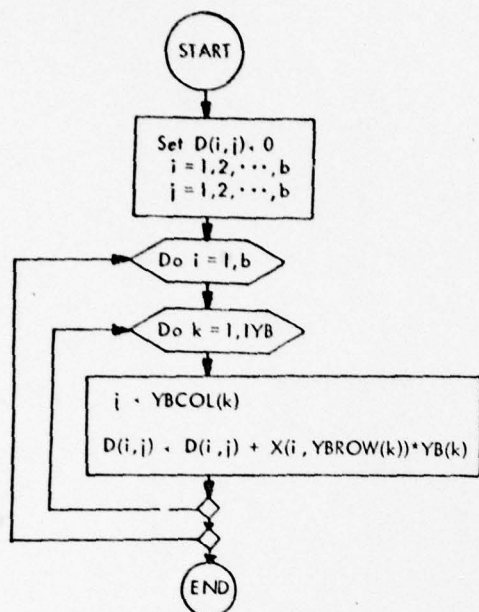 START
Set D(i,j) ← 0
i = 1,2,···,b
j = 1,2,···,b
Do i = 1,b
Do k = 1,IYB
j ← YBCOL(k)
D(i,j) ← D(i,j) + X(i,YBROW(k))*YB(k)
END